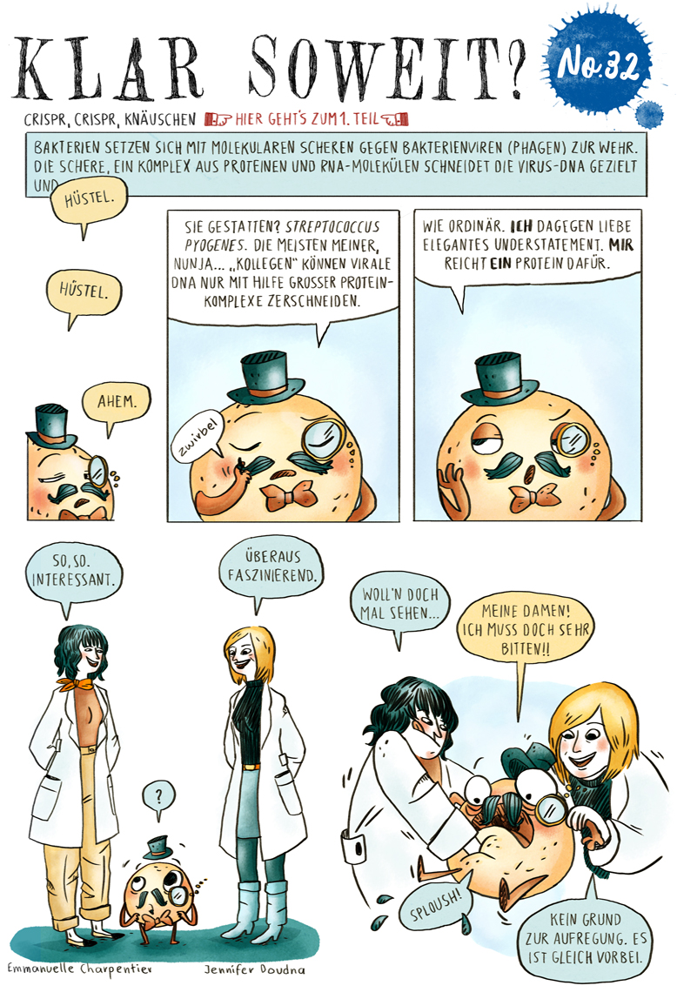 KLAR SOWEIT?
No.32
CRISPR, CRISPR, KNÄUSCHEN HIER GEHT'S ZUM 1. TEIL
BAKTERIEN SETZEN SICH MIT MOLEKULAREN SCHEREN GEGEN BAKTERIENVIREN (PHAGEN) ZUR WEHR.
DIE SCHERE, EIN KOMPLEX AUS PROTEINEN UND RNA-MOLEKÜLEN SCHNEIDET DIE VIRUS-DNA GEZIELT
UND
HÜSTEL.
HÜSTEL.
AHEM.
SIE GESTATTEN? STREPTOCOCCUS
PYOGENES. DIE MEISTEN MEINER,
NUNJA... „KOLLEGEN“ KÖNNEN VIRALE
DNA NUR MIT HILFE GROSSER PROTEIN-
KOMPLEXE ZERSCHNEIDEN.
zwirbel
WIE ORDINÄR. ICH DAGEGEN LIEBE
ELEGANTES UNDERSTATEMENT. MIR
REICHT EIN PROTEIN DAFÜR.
SO, SO.
INTERESSANT.
ÜBERAUS
FASZINIEREND.
?
Emmanuelle Charpentier
Jennifer Doudna
WOLL'N DOCH
MAL SEHEN...
MEINE DAMEN!
ICH MUSS DOCH SEHR
BITTEN!!
SPLOUSH!
KEIN GRUND
ZUR AUFREGUNG. ES
IST GLEICH VORBEI.